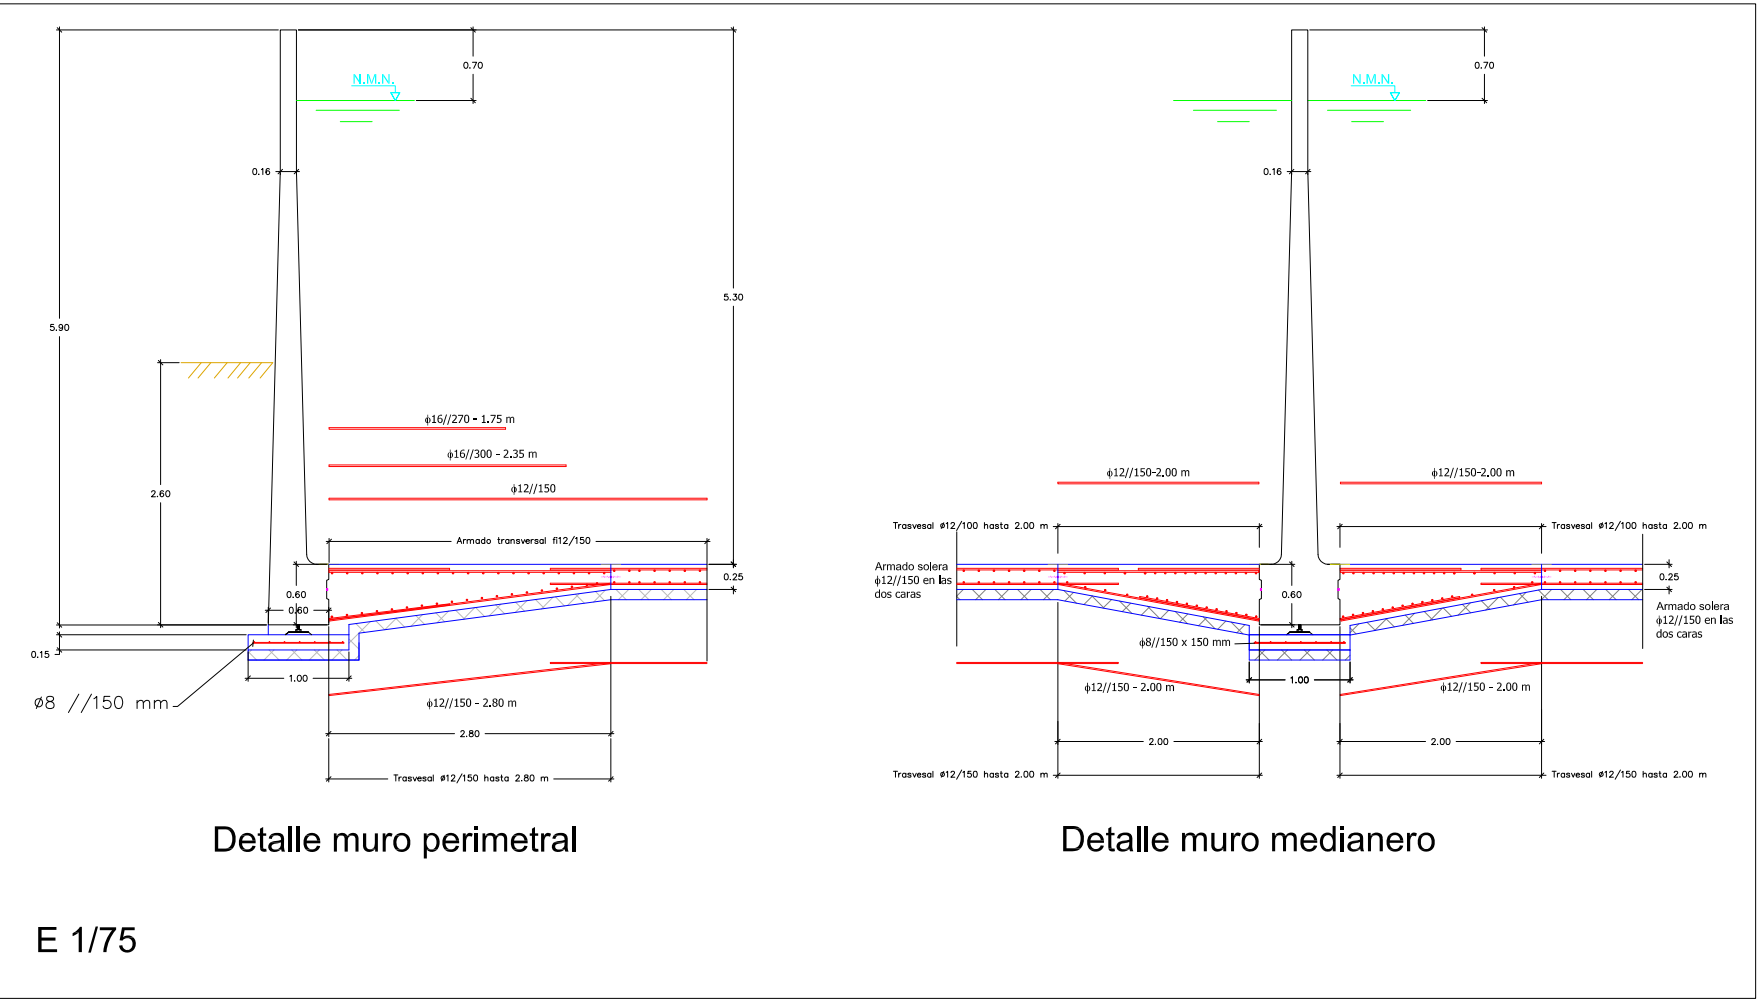 0.70
N.M.N.
0.16
5.30
5.90
2.60
ϕ16//270 - 1.75 m
ϕ16//300 - 2.35 m
ϕ12//150
Armado transversal fi12/150
0.25
0.60
0.60
0.15
1.00
Ø8 //150 mm
ϕ12//150 - 2.80 m
2.80
Trasvesal Ø12/150 hasta 2.80 m
Detalle muro perimetral
0.70
N.M.N.
0.16
ϕ12//150-2.00 m
ϕ12//150-2.00 m
Trasvesal Ø12/100 hasta 2.00 m
Trasvesal Ø12/100 hasta 2.00 m
Armado solera
ϕ12//150 en las
dos caras
0.25
0.60
Armado solera
ϕ12//150 en las
dos caras
ϕ8//150 x 150 mm
1.00
ϕ12//150 - 2.00 m
ϕ12//150 - 2.00 m
2.00
2.00
Trasvesal Ø12/150 hasta 2.00 m
Trasvesal Ø12/150 hasta 2.00 m
Detalle muro medianero
E 1/75